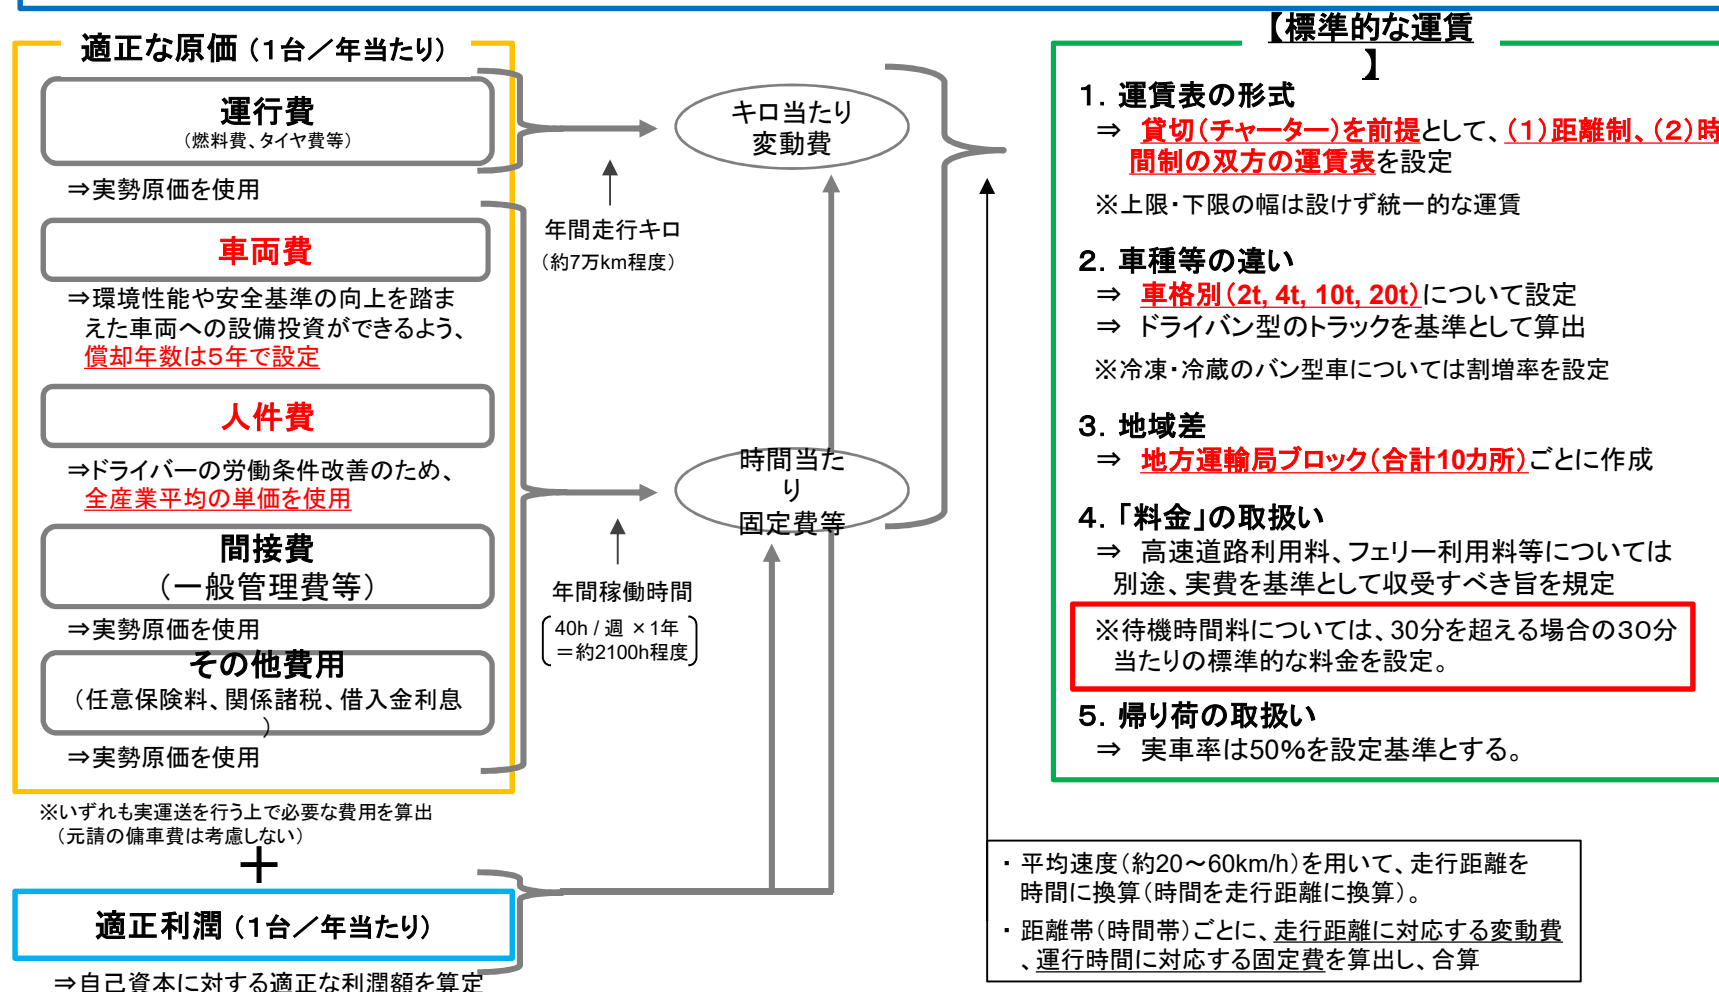 適正な原価（１台／年当たり）
運行費
（燃料費、タイヤ費等）
⇒実勢原価を使用
車両費
⇒環境性能や安全基準の向上を踏ま
えた車両への設備投資ができるよう、
償却年数は５年で設定
人件費
⇒ドライバーの労働条件改善のため、
全産業平均の単価を使用
間接費
（一般管理費等）
⇒実勢原価を使用
その他費用
（任意保険料、関係諸税、借入金利息
）
⇒実勢原価を使用
※いずれも実運送を行う上で必要な費用を算出
（元請の傭車費は考慮しない）
＋
適正利潤（１台／年当たり）
⇒自己資本に対する適正な利潤額を算定
キロ当たり
変動費
年間走行キロ
（約7万km程度）
時間当た
り
固定費等
年間稼働時間
40h / 週 ×1年
＝約2100h程度
【標準的な運賃
】
１．運賃表の形式
⇒ 貸切（チャーター）を前提として、（１）距離制、（２）時
間制の双方の運賃表を設定
※上限・下限の幅は設けず統一的な運賃
２．車種等の違い
⇒ 車格別（2t, 4t, 10t, 20t）について設定
⇒ ドライバン型のトラックを基準として算出
※冷凍・冷蔵のバン型車については割増率を設定
３．地域差
⇒ 地方運輸局ブロック（合計10カ所）ごとに作成
４．「料金」の取扱い
⇒ 高速道路利用料、フェリー利用料等については
別途、実費を基準として収受すべき旨を規定
※待機時間料については、30分を超える場合の３０分
当たりの標準的な料金を設定。
５．帰り荷の取扱い
⇒ 実車率は50％を設定基準とする。
・ 平均速度（約20～60km/h）を用いて、走行距離を
時間に換算（時間を走行距離に換算）。
・ 距離帯（時間帯）ごとに、走行距離に対応する変動費
、運行時間に対応する固定費を算出し、合算